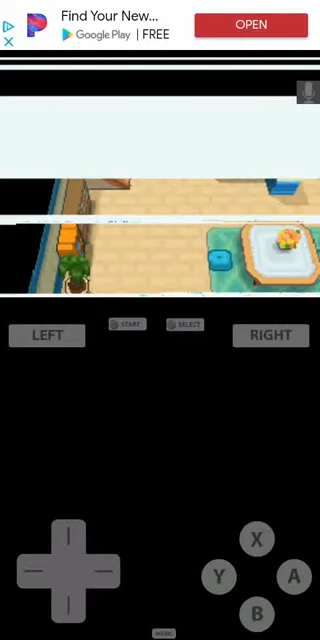 Find Your New...
Google Play | FREE
OPEN
LEFT
START
SELECT
RIGHT
X
Y
A
B
MENU